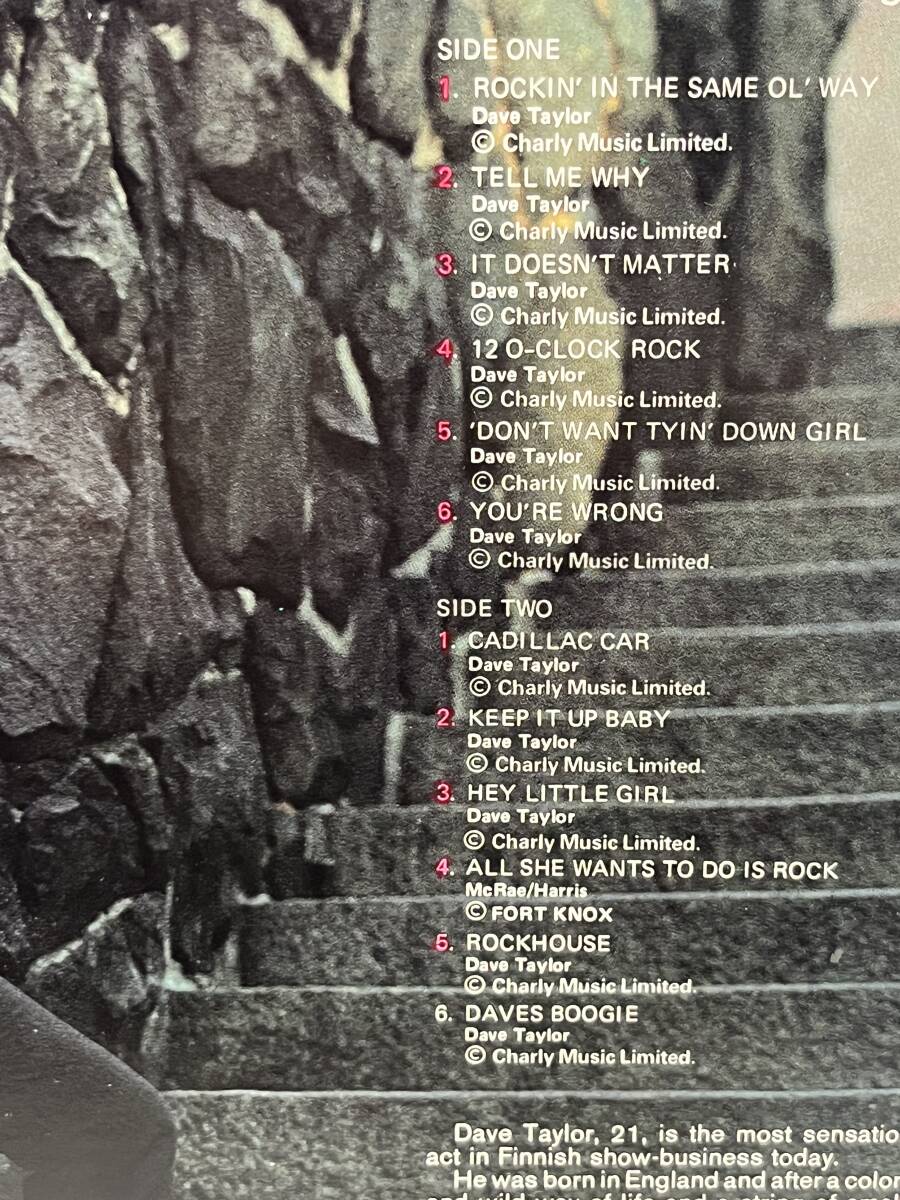 SIDE ONE
1. ROCKIN' IN THE SAME OL' WAY
Dave Taylor
© Charly Music Limited.
2. TELL ME WHY
Dave Taylor
© Charly Music Limited.
3. IT DOESN'T MATTER
Dave Taylor
© Charly Music Limited.
4. 12 O-CLOCK ROCK
Dave Taylor
© Charly Music Limited.
5. 'DON'T WANT TYIN' DOWN GIRL
Dave Taylor
© Charly Music Limited.
6. YOU'RE WRONG
Dave Taylor
© Charly Music Limited.
SIDE TWO
1. CADILLAC CAR
Dave Taylor
© Charly Music Limited.
2. KEEP IT UP BABY
Dave Taylor
© Charly Music Limited.
3. HEY LITTLE GIRL
Dave Taylor
© Charly Music Limited.
4. ALL SHE WANTS TO DO IS ROCK
McRae/Harris
© FORT KNOX
5. ROCKHOUSE
Dave Taylor
© Charly Music Limited.
6. DAVES BOOGIE
Dave Taylor
© Charly Music Limited.
Dave Taylor, 21, is the most sensatio
act in Finnish show-business today.
He was born in England and after a color